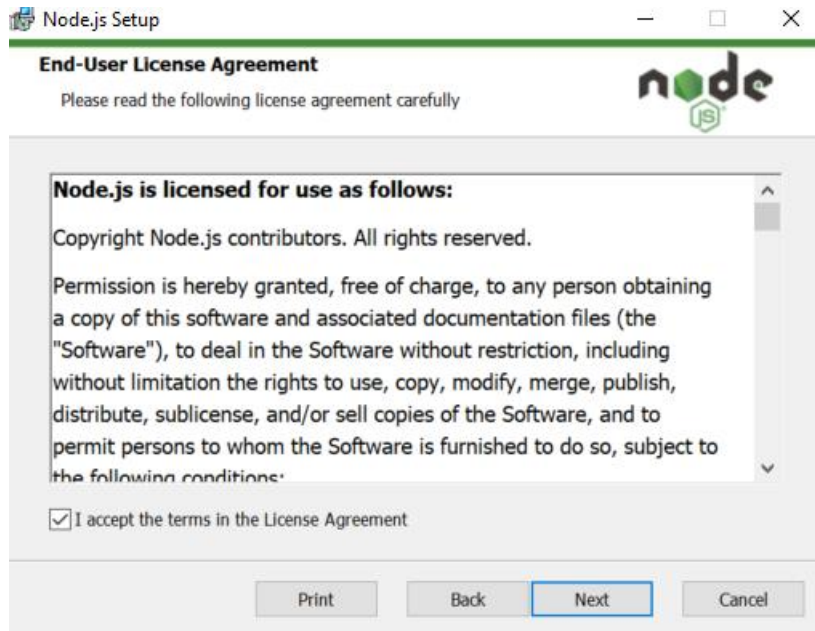 Node.js Setup
End-User License Agreement
Please read the following license agreement carefully
node
JS
Node.js is licensed for use as follows:
Copyright Node.js contributors. All rights reserved.
Permission is hereby granted, free of charge, to any person obtaining
a copy of this software and associated documentation files (the
"Software"), to deal in the Software without restriction, including
without limitation the rights to use, copy, modify, merge, publish,
distribute, sublicense, and/or sell copies of the Software, and to
permit persons to whom the Software is furnished to do so, subject to
the following conditions:
I accept the terms in the License Agreement
Print Back Next Cancel